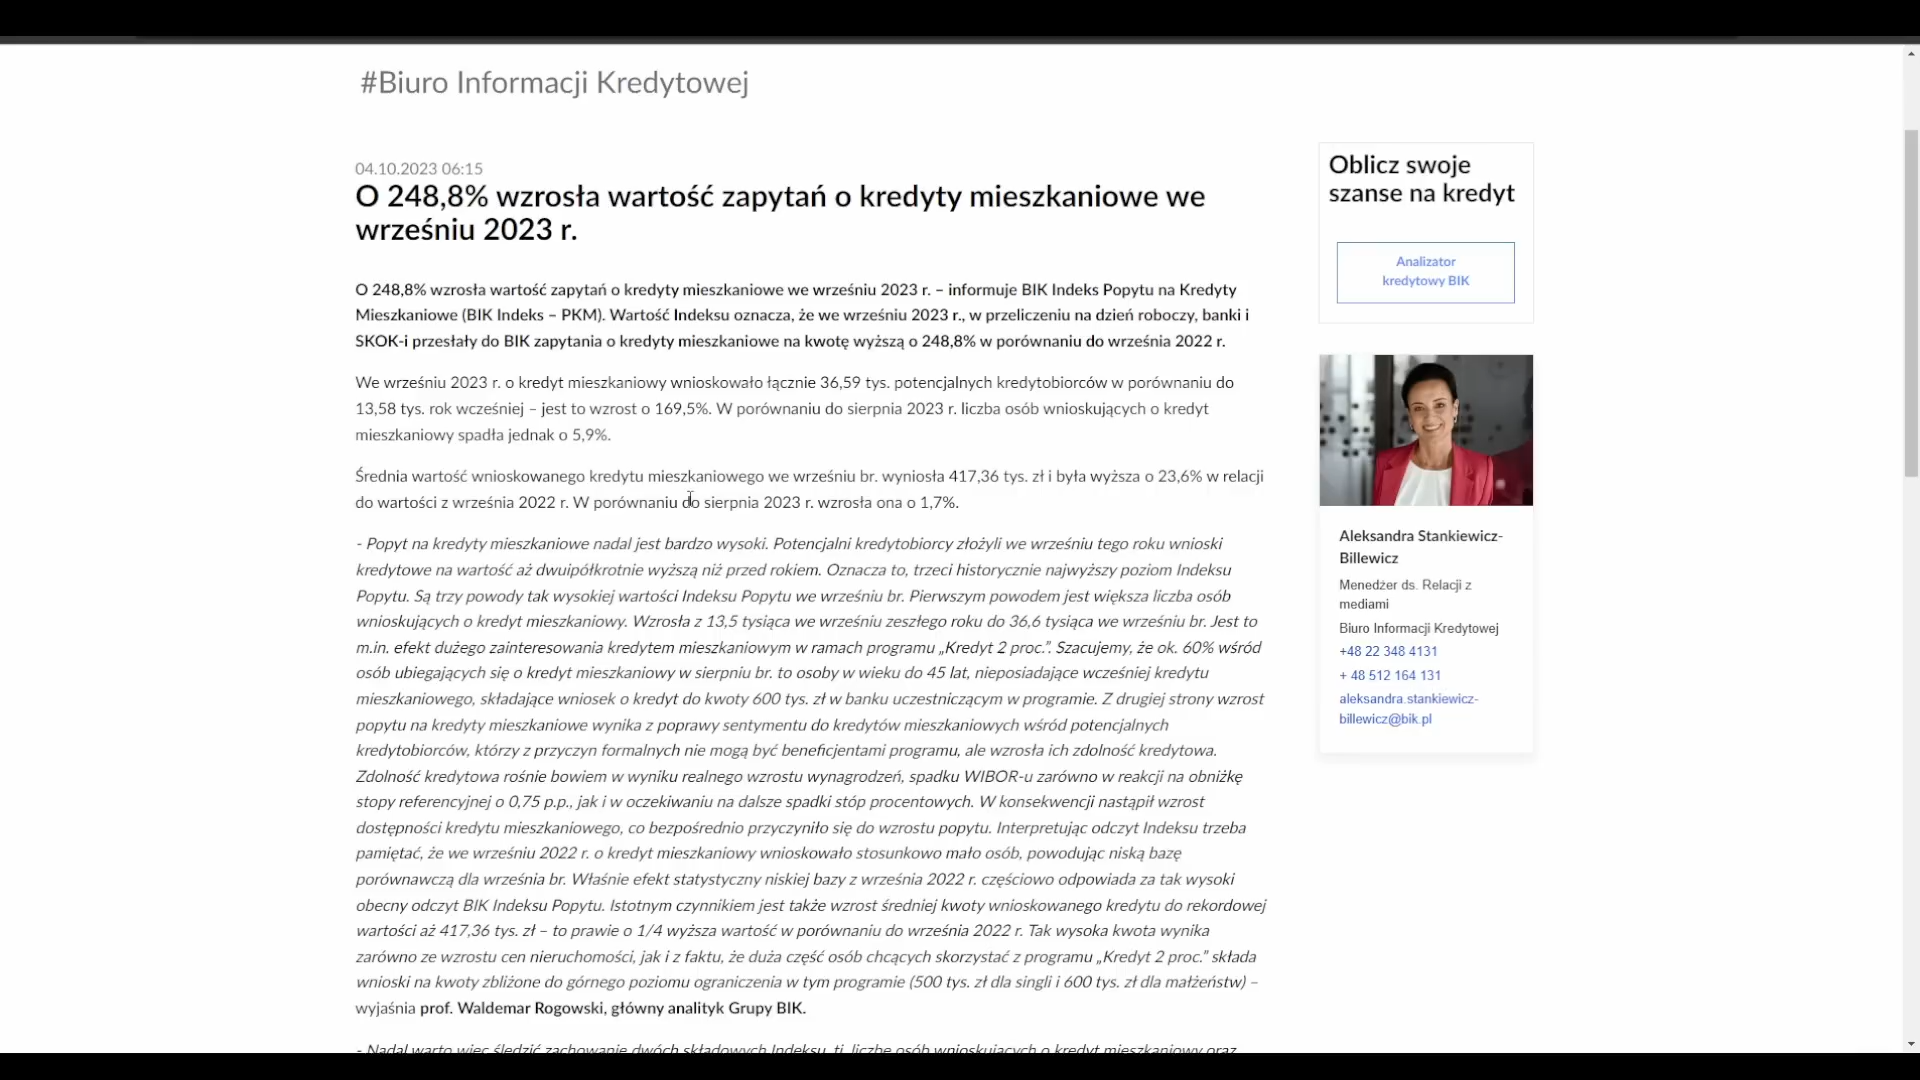 #Biuro Informacji Kredytowej
04.10.2023 06:15
O 248,8% wzrosła wartość zapytań o kredyty mieszkaniowe we
wrześniu 2023 r.
O 248,8% wzrosła wartość zapytań o kredyty mieszkaniowe we wrześniu 2023 r. – informuje BIK Indeks Popytu na Kredyty
Mieszkaniowe (BIK Indeks – PKM). Wartość Indeksu oznacza, że we wrześniu 2023 r., w przeliczeniu na dzień roboczy, banki i
SKOK-i przesłały do BIK zapytania o kredyty mieszkaniowe na kwotę wyższą o 248,8% w porównaniu do września 2022 r.
We wrześniu 2023 r. o kredyt mieszkaniowy wnioskowało łącznie 36,59 tys. potencjalnych kredytobiorców w porównaniu do
13,58 tys. rok wcześniej – jest to wzrost o 169,5%. W porównaniu do sierpnia 2023 r. liczba osób wnioskujących o kredyt
mieszkaniowy spadła jednak o 5,9%.
Średnia wartość wnioskowanego kredytu mieszkaniowego we wrześniu br. wyniosła 417,36 tys. zł i była wyższa o 23,6% w relacji
do wartości z września 2022 r. W porównaniu do sierpnia 2023 r. wzrosła ona o 1,7%.
- Popyt na kredyty mieszkaniowe nadal jest bardzo wysoki. Potencjalni kredytobiorcy złożyli we wrześniu tego roku wnioski
kredytowe na wartość aż dwuipółkrotnie wyższą niż przed rokiem. Oznacza to, trzeci historycznie najwyższy poziom Indeksu
Popytu. Są trzy powody tak wysokiej wartości Indeksu Popytu we wrześniu br. Pierwszym powodem jest większa liczba osób
wnioskujących o kredyt mieszkaniowy. Wzrosła z 13,5 tysiąca we wrześniu zeszłego roku do 36,6 tysiąca we wrześniu br. Jest to
m.in. efekt dużego zainteresowania kredytem mieszkaniowym w ramach programu „Kredyt 2 proc.”. Szacujemy, że ok. 60% wśród
osób ubiegających się o kredyt mieszkaniowy w sierpniu br. to osoby w wieku do 45 lat, nieposiadające wcześniej kredytu
mieszkaniowego, składające wniosek o kredyt do kwoty 600 tys. zł w banku uczestniczącym w programie. Z drugiej strony wzrost
popytu na kredyty mieszkaniowe wynika z poprawy sentymentu do kredytów mieszkaniowych wśród potencjalnych
kredytobiorców, którzy z przyczyn formalnych nie mogą być beneficjentami programu, ale wzrosła ich zdolność kredytowa.
Zdolność kredytowa rośnie bowiem w wyniku realnego wzrostu wynagrodzeń, spadku WIBOR-u zarówno w reakcji na obniżkę
stopy referencyjnej o 0,75 p.p., jak i w oczekiwaniu na dalsze spadki stóp procentowych. W konsekwencji nastąpił wzrost
dostępności kredytu mieszkaniowego, co bezpośrednio przyczyniło się do wzrostu popytu. Interpretując odczyt Indeksu trzeba
pamiętać, że we wrześniu 2022 r. o kredyt mieszkaniowy wnioskowało stosunkowo mało osób, powodując niską bazę
porównawczą dla września br. Właśnie efekt statystyczny niskiej bazy z września 2022 r. częściowo odpowiada za tak wysoki
obecny odczyt BIK Indeksu Popytu. Istotnym czynnikiem jest także wzrost średniej kwoty wnioskowanego kredytu do rekordowej
wartości aż 417,36 tys. zł – to prawie o 1/4 wyższa wartość w porównaniu do września 2022 r. Tak wysoka kwota wynika
zarówno ze wzrostu cen nieruchomości, jak i z faktu, że duża część osób chcących skorzystać z programu „Kredyt 2 proc.” składa
wnioski na kwoty zbliżone do górnego poziomu ograniczenia w tym programie (500 tys. zł dla singli i 600 tys. zł dla małżeństw) –
wyjaśnia prof. Waldemar Rogowski, główny analityk Grupy BIK.
- Nadal warto więc śledzić zachowanie dwóch składowych Indeksu, tj. liczbę osób wnioskujących o kredyt mieszkaniowy oraz
Oblicz swoje
szanse na kredyt
Analizator
kredytowy BIK
Aleksandra Stankiewicz-
Billewicz
Menedżer ds. Relacji z
mediami
Biuro Informacji Kredytowej
+48 22 348 4131
+ 48 512 164 131
aleksandra.stankiewicz-
billewicz@bik.pl